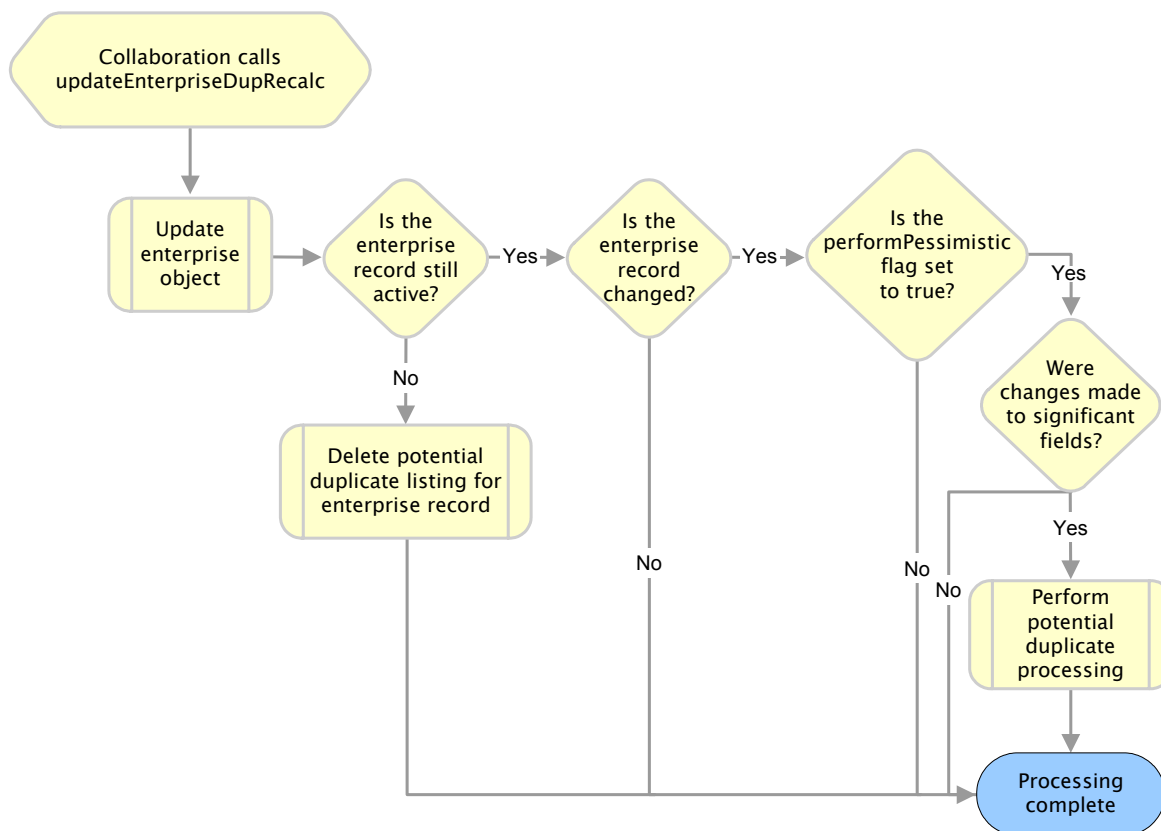 Collaboration calls
updateEnterpriseDupRecalc
Update
enterprise
object
Is the
enterprise
record still
active?
Yes
Is the
enterprise
record
changed?
Yes
Is the
performPessimistic
flag set
to true?
Yes
No
Were
changes made
to significant
fields?
Delete potential
duplicate listing for
enterprise record
Yes
No
No
No
Perform
potential
duplicate
processing
Processing
complete